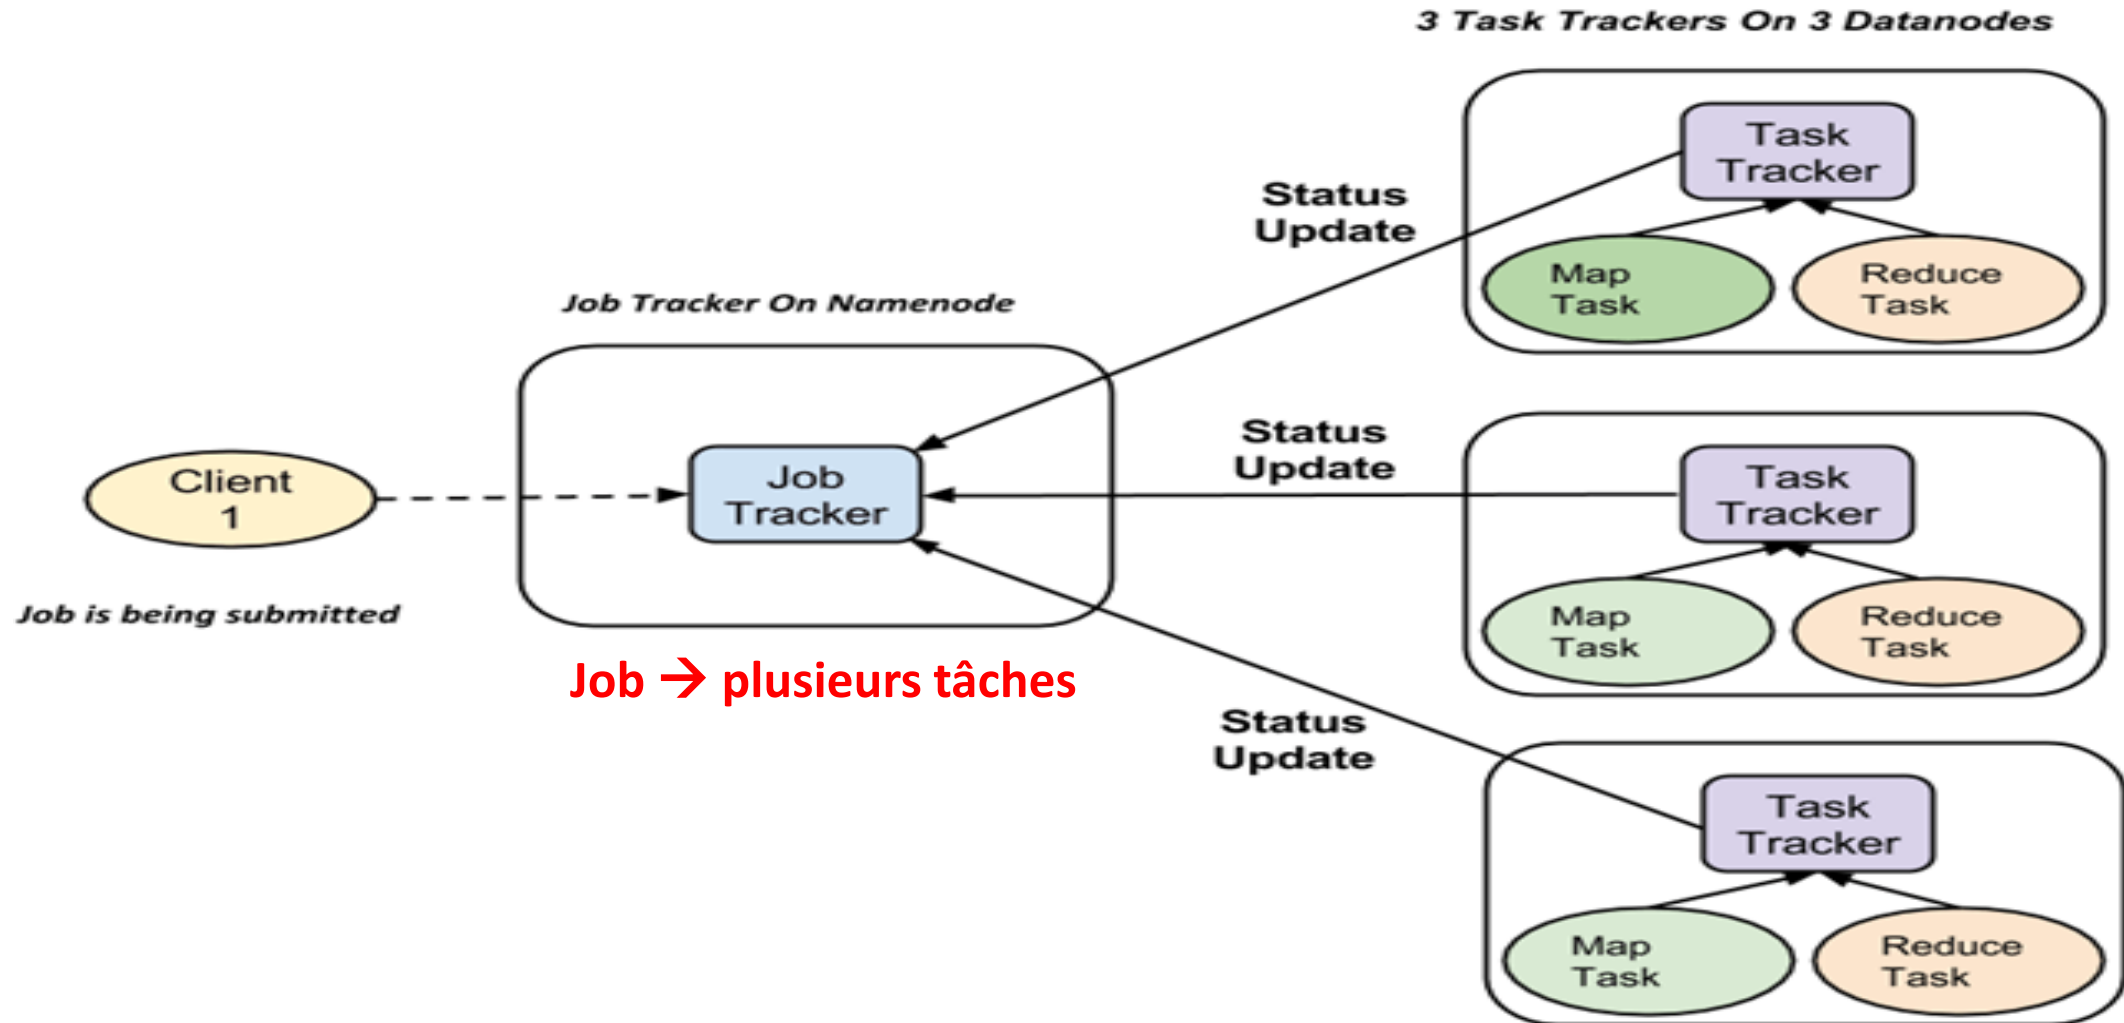 3 Task Trackers On 3 Datanodes
Task
Tracker
Status
Update
Map
Task
Reduce
Task
Job Tracker On Namenode
Status
Update
Client
1
Job
Tracker
Task
Tracker
Job is being submitted
Map
Task
Reduce
Task
Job → plusieurs tâches
Status
Update
Task
Tracker
Map
Task
Reduce
Task